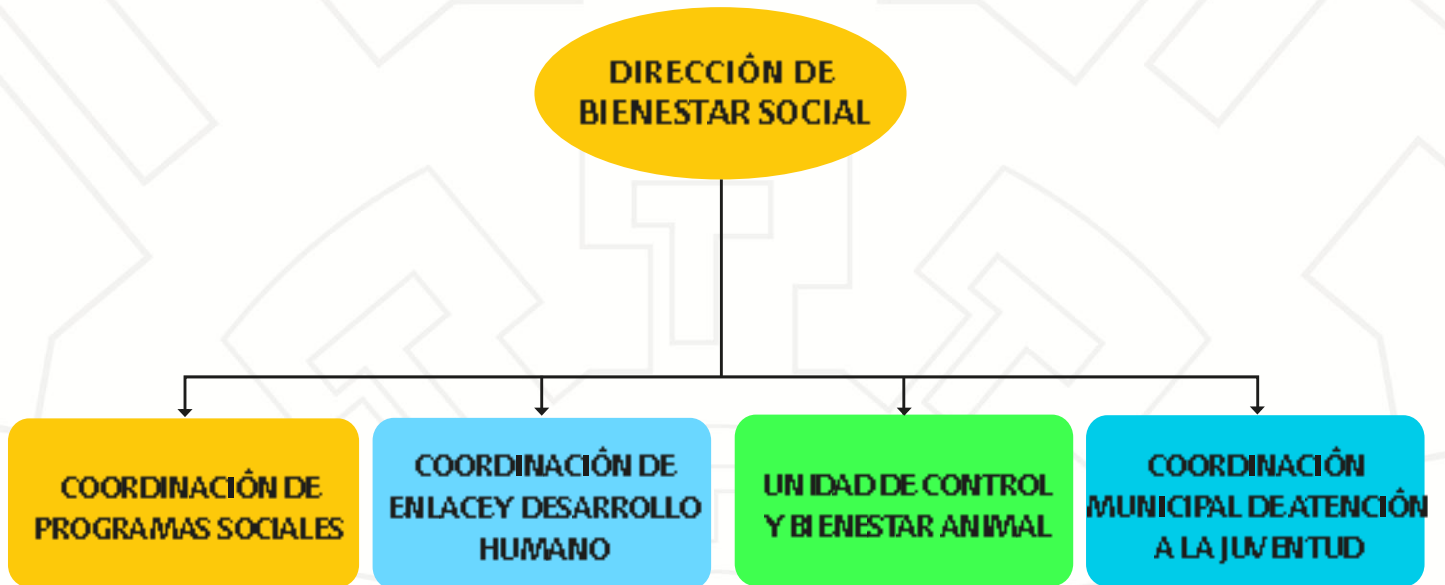 DIRECCIÓN DE
BIENESTAR SOCIAL
COORDINACIÓN DE
PROGRAMAS SOCIALES
COORDINACIÓN DE
ENLACE Y DESARROLLO
HUMANO
UNIDAD DE CONTROL
Y BIENESTAR ANIMAL
COORDINACIÓN
MUNICIPAL DE ATENCIÓN
A LA JUVENTUD